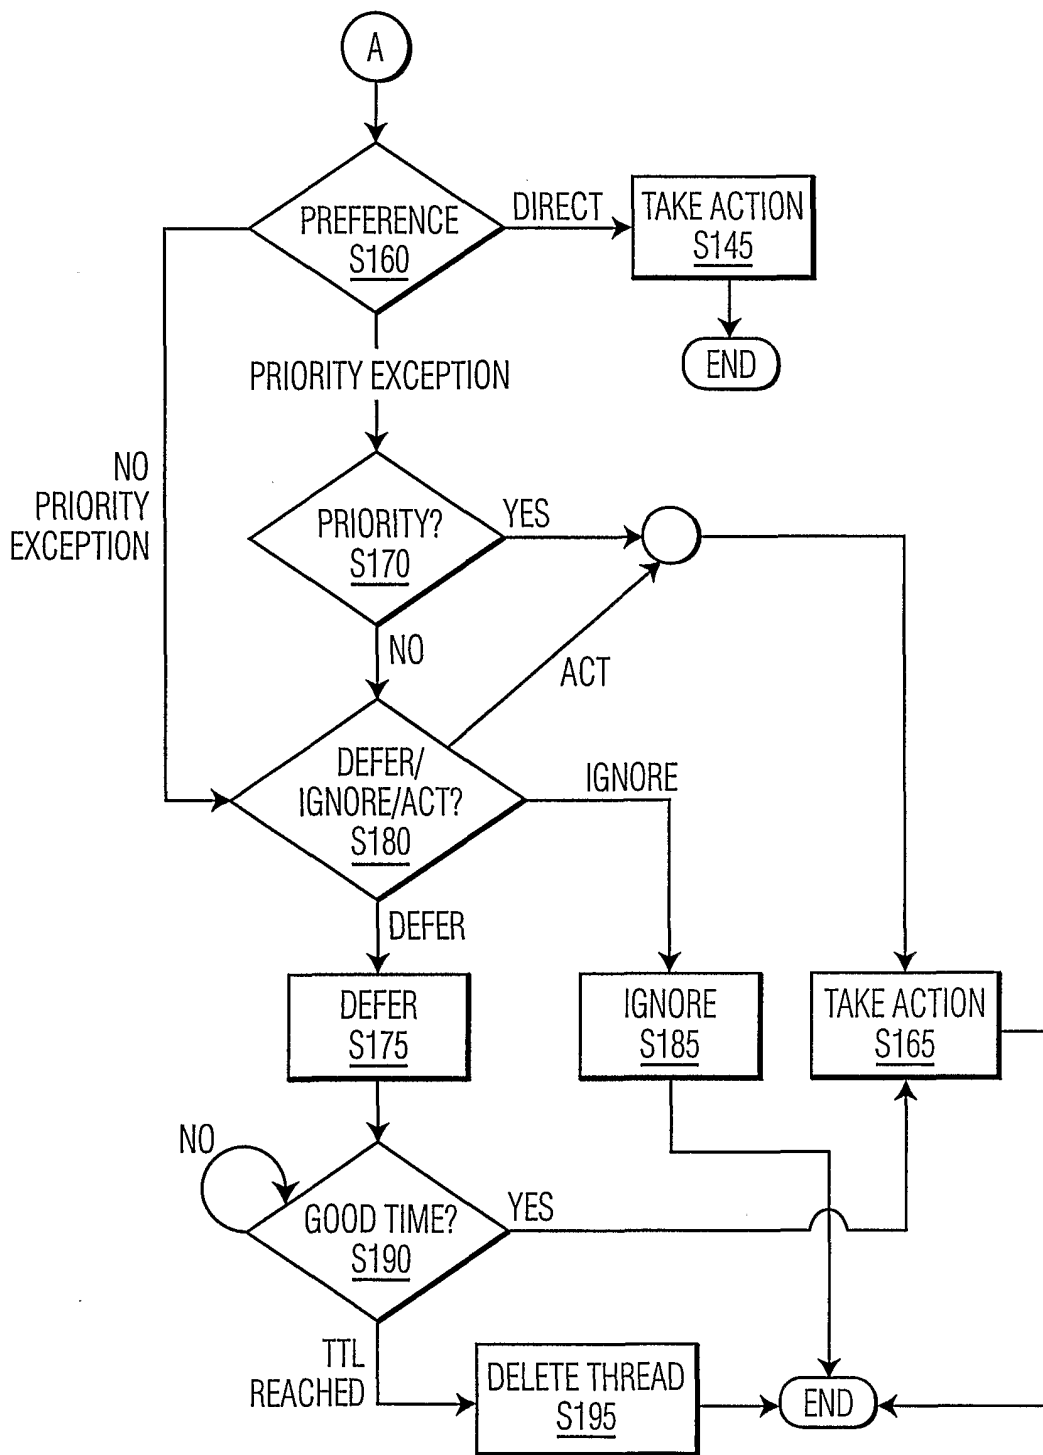 A
PREFERENCE
S160
DIRECT
TAKE ACTION
S145
END
PRIORITY EXCEPTION
NO
PRIORITY
EXCEPTION
PRIORITY?
S170
YES
NO
ACT
DEFER/
IGNORE/ACT?
S180
IGNORE
DEFER
DEFER
S175
IGNORE
S185
TAKE ACTION
S165
NO
GOOD TIME?
S190
YES
TTL
REACHED
DELETE THREAD
S195
END